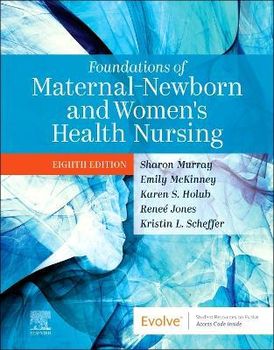 Foundations of
Maternal-Newborn
and Women's
Health Nursing
EIGHTH EDITION
Sharon Murray
Emily McKinney
Karen S. Holub
Reneé Jones
Kristin L. Scheffer
ELSEVIER
Evolve
Student Resources on Evolve
Access Code Inside